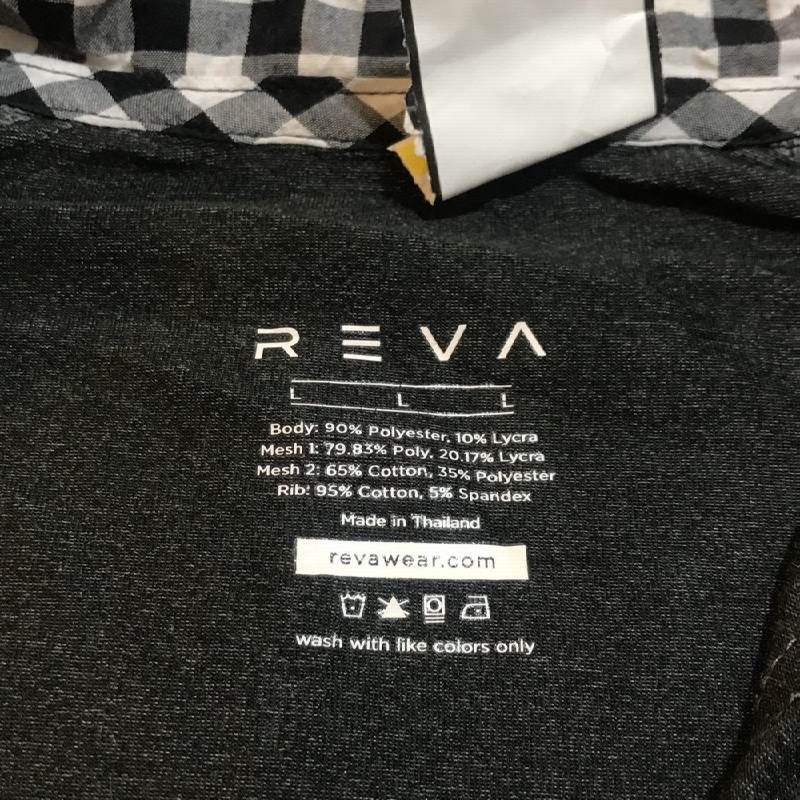 REVA
L L L
Body: 90% Polyester, 10% Lycra
Mesh 1: 79.83% Poly, 20.17% Lycra
Mesh 2: 65% Cotton, 35% Polyester
Rib: 95% Cotton, 5% Spandex
Made in Thailand
revawear.com
wash with like colors only